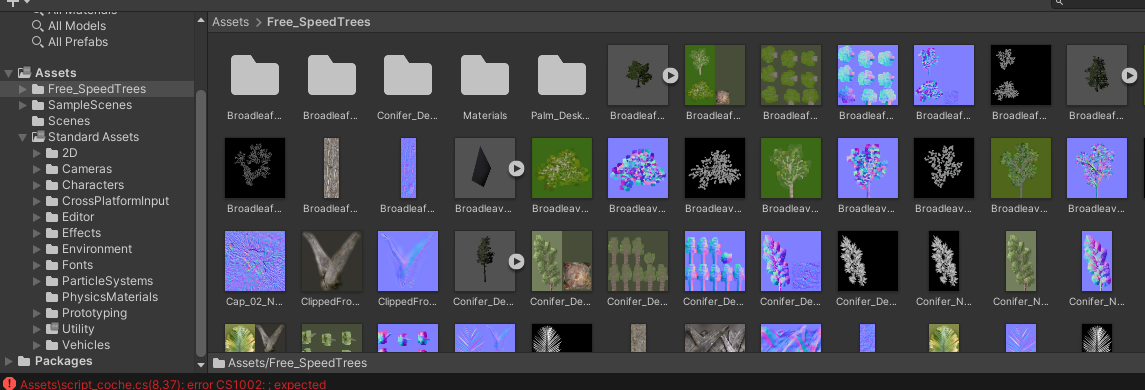 All Materials
All Models
All Prefabs
Assets
Free_SpeedTrees
SampleScenes
Scenes
Standard Assets
2D
Cameras
Characters
CrossPlatformInput
Editor
Effects
Environment
Fonts
ParticleSystems
PhysicsMaterials
Prototyping
Utility
Vehicles
Packages
Assets > Free_SpeedTrees
Broadleaf... Broadleaf... Conifer_De... Materials Palm_Desk... Broadleaf... Broadleaf... Broadleaf... Broadleaf... Broadleaf... Broadleaf... Broadleaf...
Broadleaf... Broadleaf... Broadleaf... Broadleav... Broadleav... Broadleav... Broadleav... Broadleav... Broadleav... Broadleav... Broadleav... Broadleav...
Cap_02_N... ClippedFro... ClippedFro... Conifer_De... Conifer_De... Conifer_De... Conifer_De... Conifer_De... Conifer_De... Conifer_N... Conifer_N... Conifer_N...
Assets/Free_SpeedTrees
Assets\script_coche.cs(8,37): error CS1002: ; expected